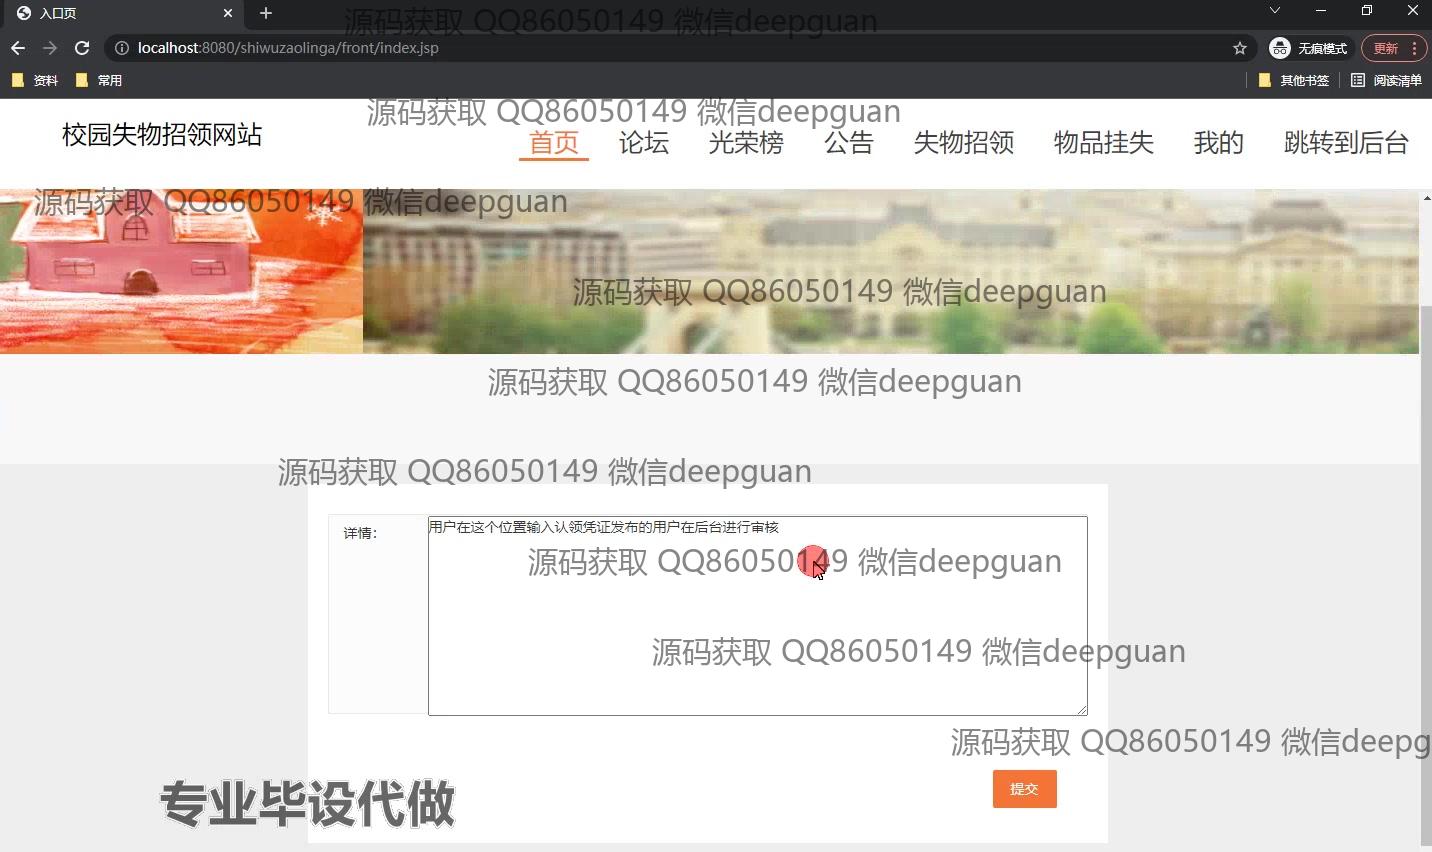 入口页
源码获取 QQ86050149 微信deepguan
localhost:8080/shiwuzaolinga/front/index.jsp
无痕模式
更新
资料
常用
其他书签
阅读清单
源码获取 QQ86050149 微信deepguan
校园失物招领网站
首页
论坛
光荣榜
公告
失物招领
物品挂失
我的
跳转到后台
源码获取 QQ86050149 微信deepguan
源码获取 QQ86050149 微信deepguan
源码获取 QQ86050149 微信deepguan
源码获取 QQ86050149 微信deepguan
详情:
用户在这个位置输入认领凭证发布的用户在后台进行审核
源码获取 QQ86050149 微信deepguan
源码获取 QQ86050149 微信deepguan
源码获取 QQ86050149 微信deepg
提交
专业毕设代做